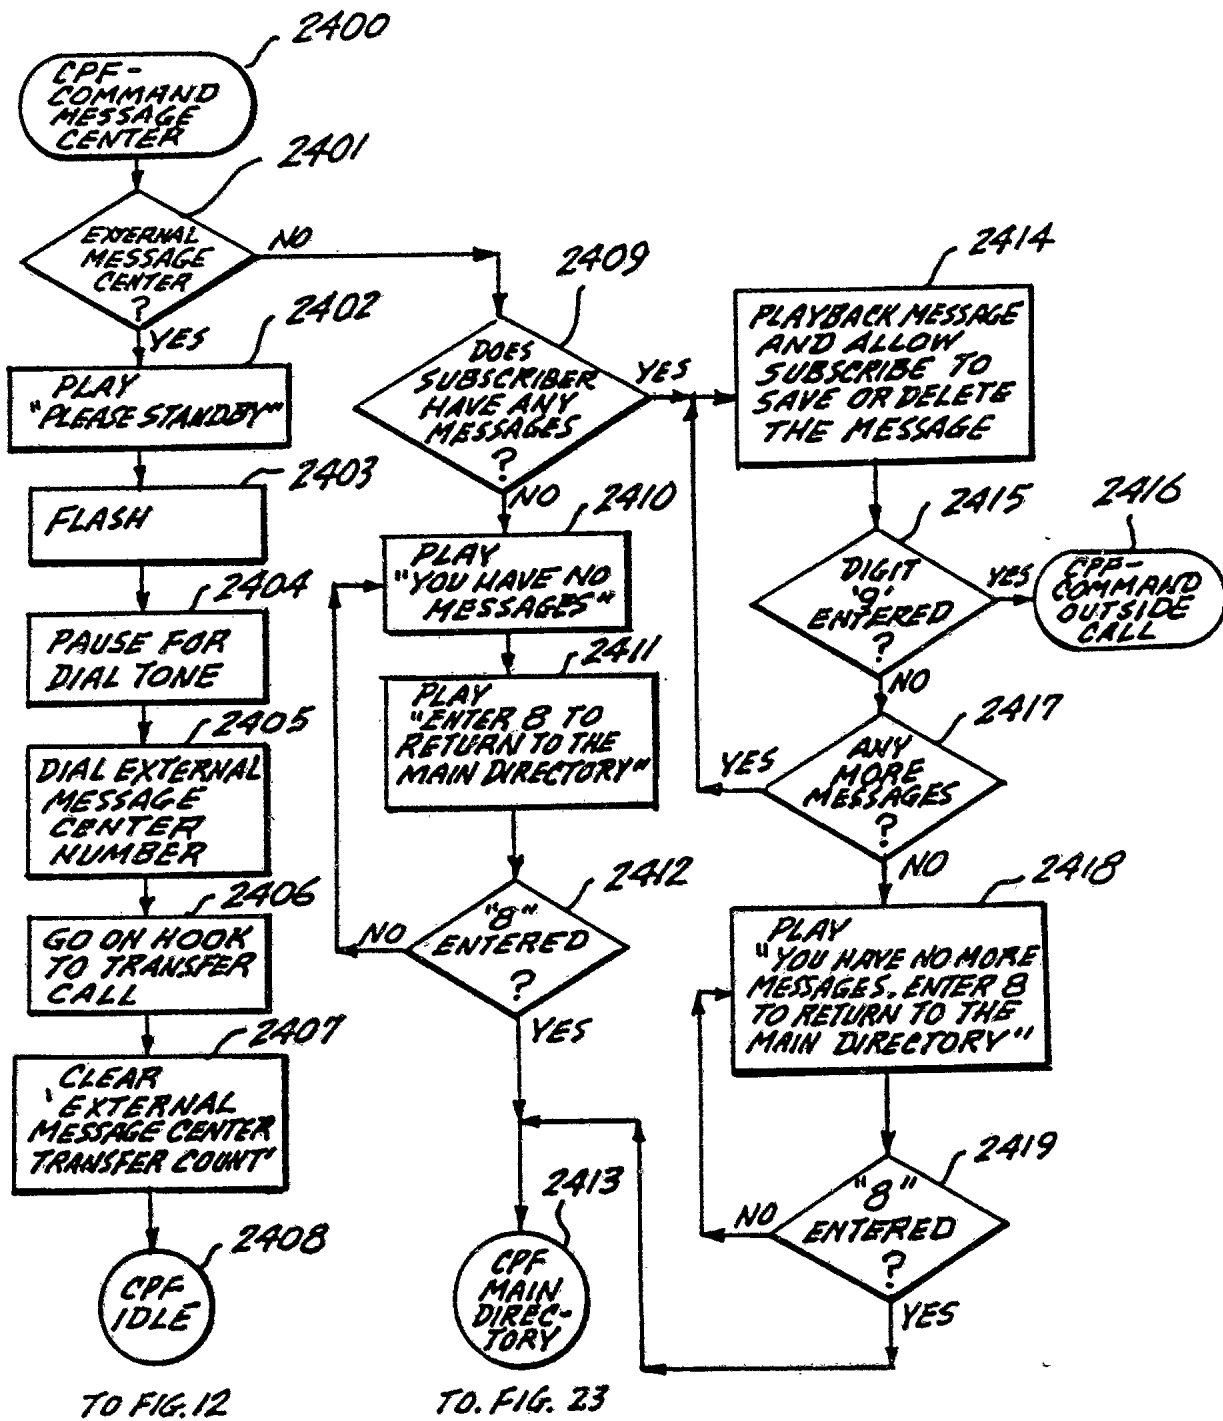 2400
CPF-
COMMAND
MESSAGE
CENTER
2401
EXTERNAL
MESSAGE
CENTER
?
NO
YES
2402
PLAY
"PLEASE STANDBY"
2403
FLASH
2404
PAUSE FOR
DIAL TONE
2405
DIAL EXTERNAL
MESSAGE
CENTER
NUMBER
2406
GO ON HOOK
TO TRANSFER
CALL
2407
CLEAR
'EXTERNAL
MESSAGE CENTER
TRANSFER COUNT'
2408
CPF
IDLE
TO FIG. 12
2409
DOES
SUBSCRIBER
HAVE ANY
MESSAGES
?
YES
NO
2410
PLAY
"YOU HAVE NO
MESSAGES"
2411
PLAY
"ENTER 8 TO
RETURN TO THE
MAIN DIRECTORY"
2412
"8"
ENTERED
?
NO
YES
2413
CPF
MAIN
DIREC-
TORY
TO. FIG. 23
2414
PLAYBACK MESSAGE
AND ALLOW
SUBSCRIBE TO
SAVE OR DELETE
THE MESSAGE
2415
DIGIT
'9'
ENTERED
?
YES
NO
2416
CPF-
COMMAND
OUTSIDE
CALL
2417
ANY
MORE
MESSAGES
?
YES
NO
2418
PLAY
"YOU HAVE NO MORE
MESSAGES. ENTER 8
TO RETURN TO THE
MAIN DIRECTORY"
2419
"8"
ENTERED
?
NO
YES